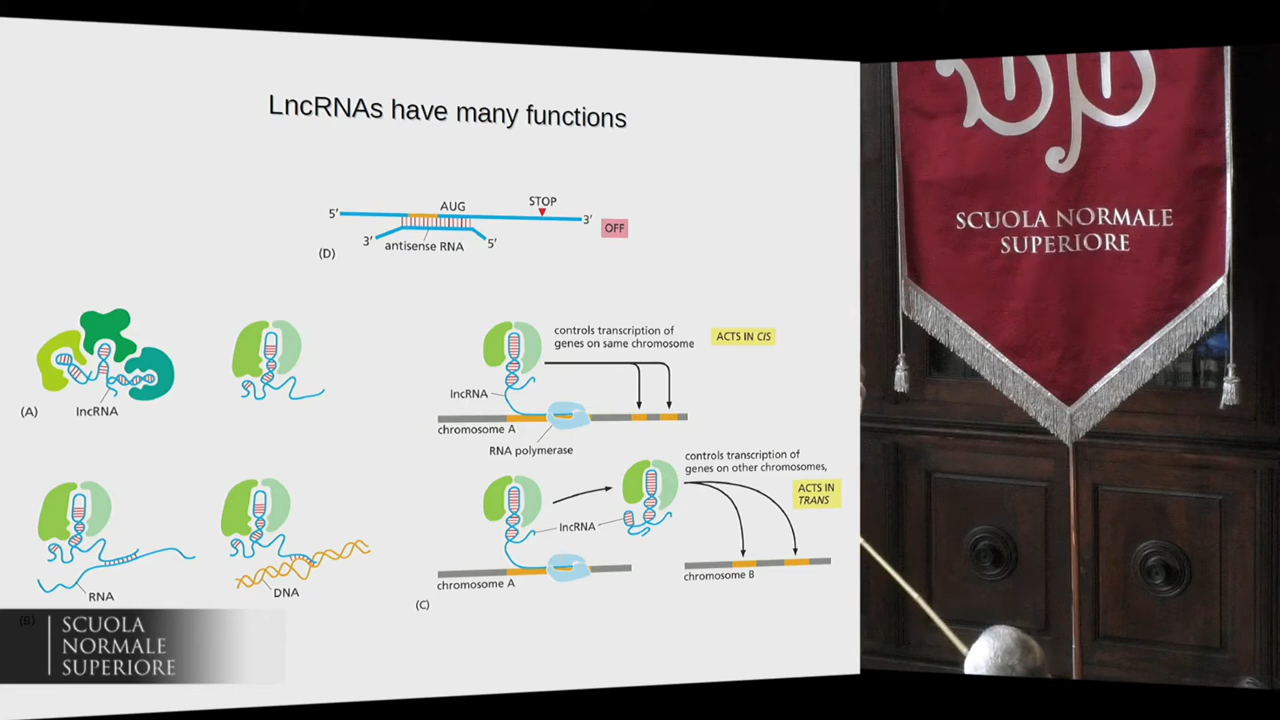 LncRNAs have many functions
5′
AUG
STOP
3′
OFF
3′
antisense RNA
5′
(D)
(A)
lncRNA
controls transcription of
genes on same chromosome
ACTS IN CIS
lncRNA
chromosome A
RNA polymerase
controls transcription of
genes on other chromosomes,
ACTS IN
TRANS
lncRNA
chromosome A
chromosome B
(C)
RNA
DNA
(B)
SCUOLA
NORMALE
SUPERIORE
SCUOLA NORMALE
SUPERIORE